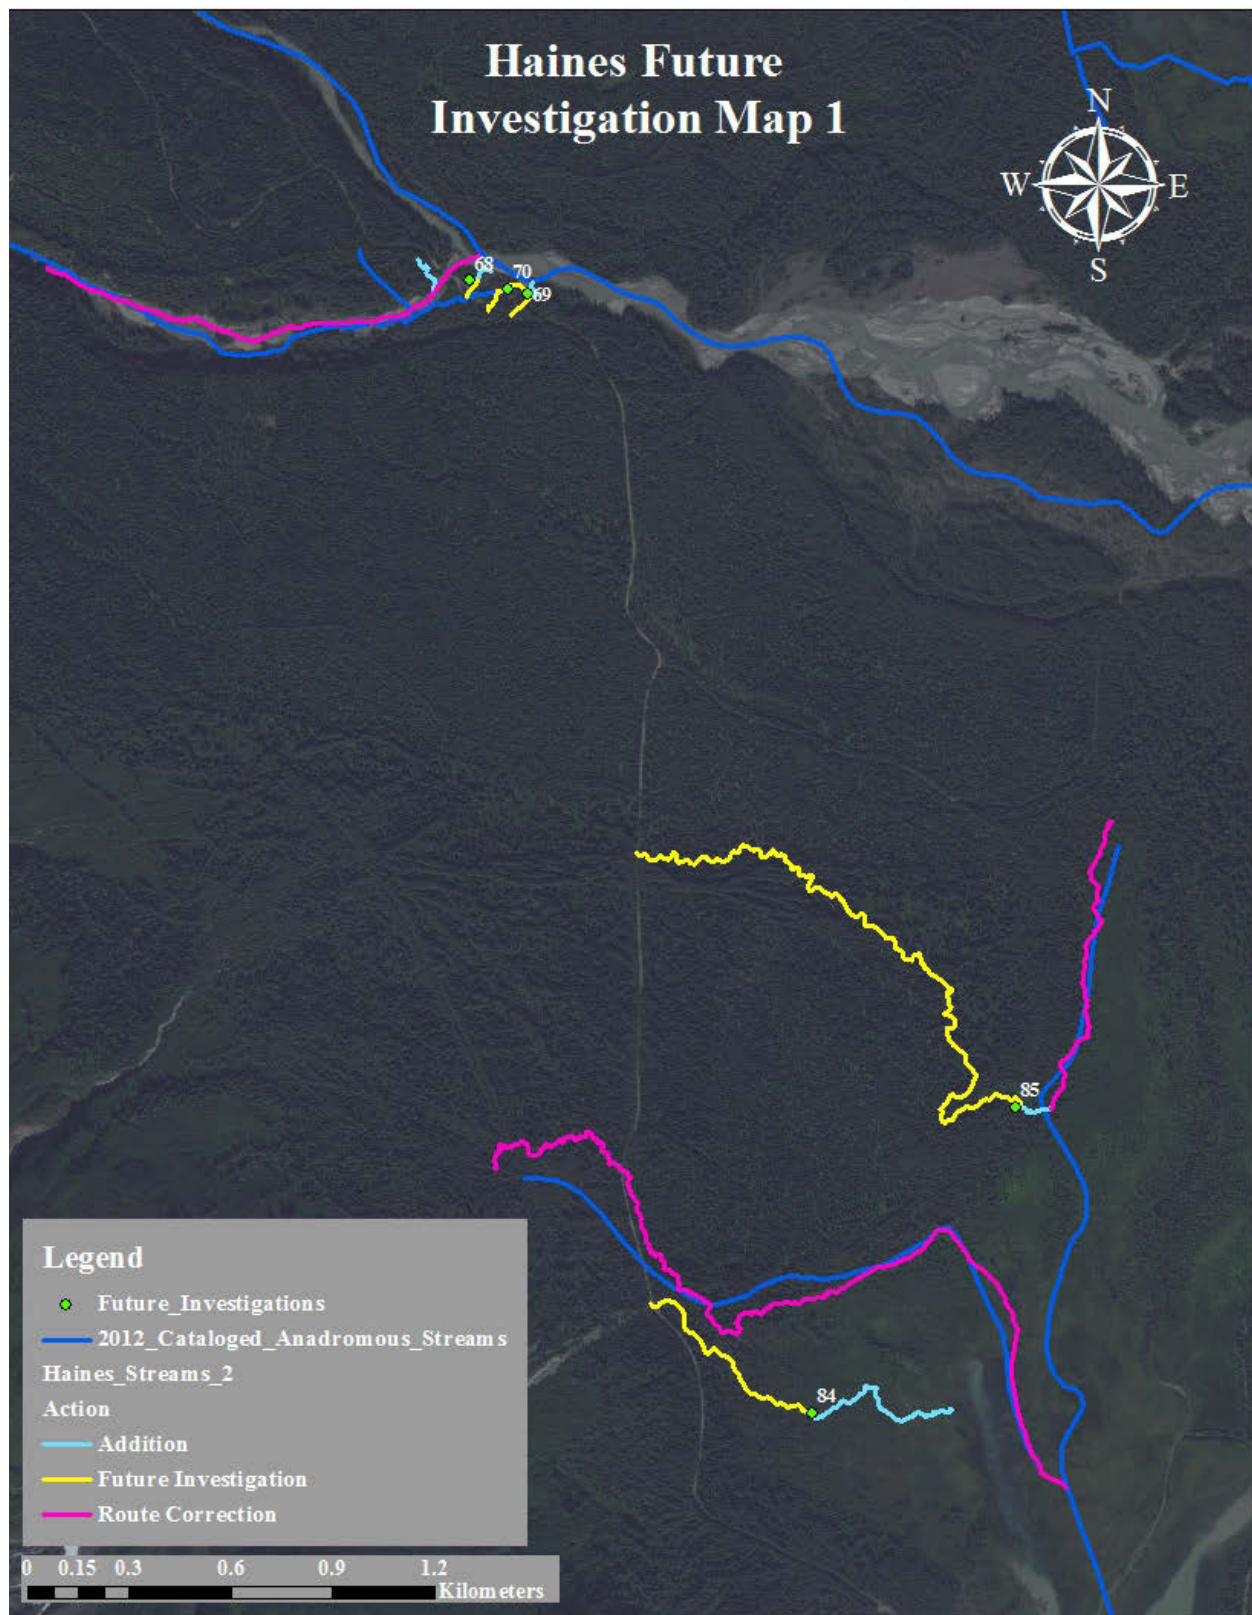 Haines Future
Investigation Map 1
N
W E
S
68
70
69
85
84
Legend
Future_Investigations
2012_Cataloged_Anadromous_Streams
Haines_Streams_2
Action
Addition
Future Investigation
Route Correction
0 0.15 0.3 0.6 0.9 1.2
Kilometers